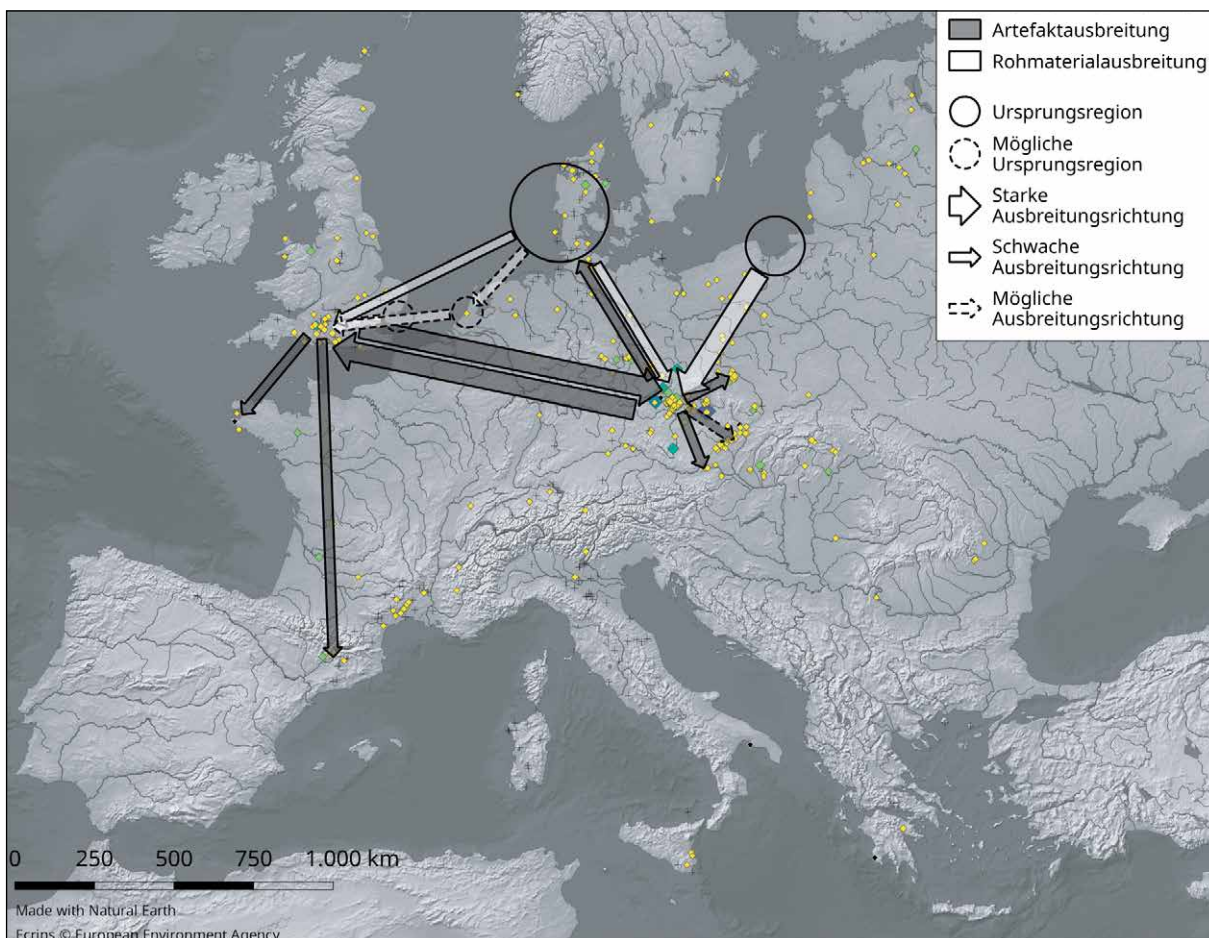 Artefaktausbreitung
Rohmaterialausbreitung
Ursprungsregion
Mögliche
Ursprungsregion
Starke
Ausbreitungsrichtung
Schwache
Ausbreitungsrichtung
Mögliche
Ausbreitungsrichtung
0 250 500 750 1.000 km
Made with Natural Earth
Ecrins © European Environment Agency